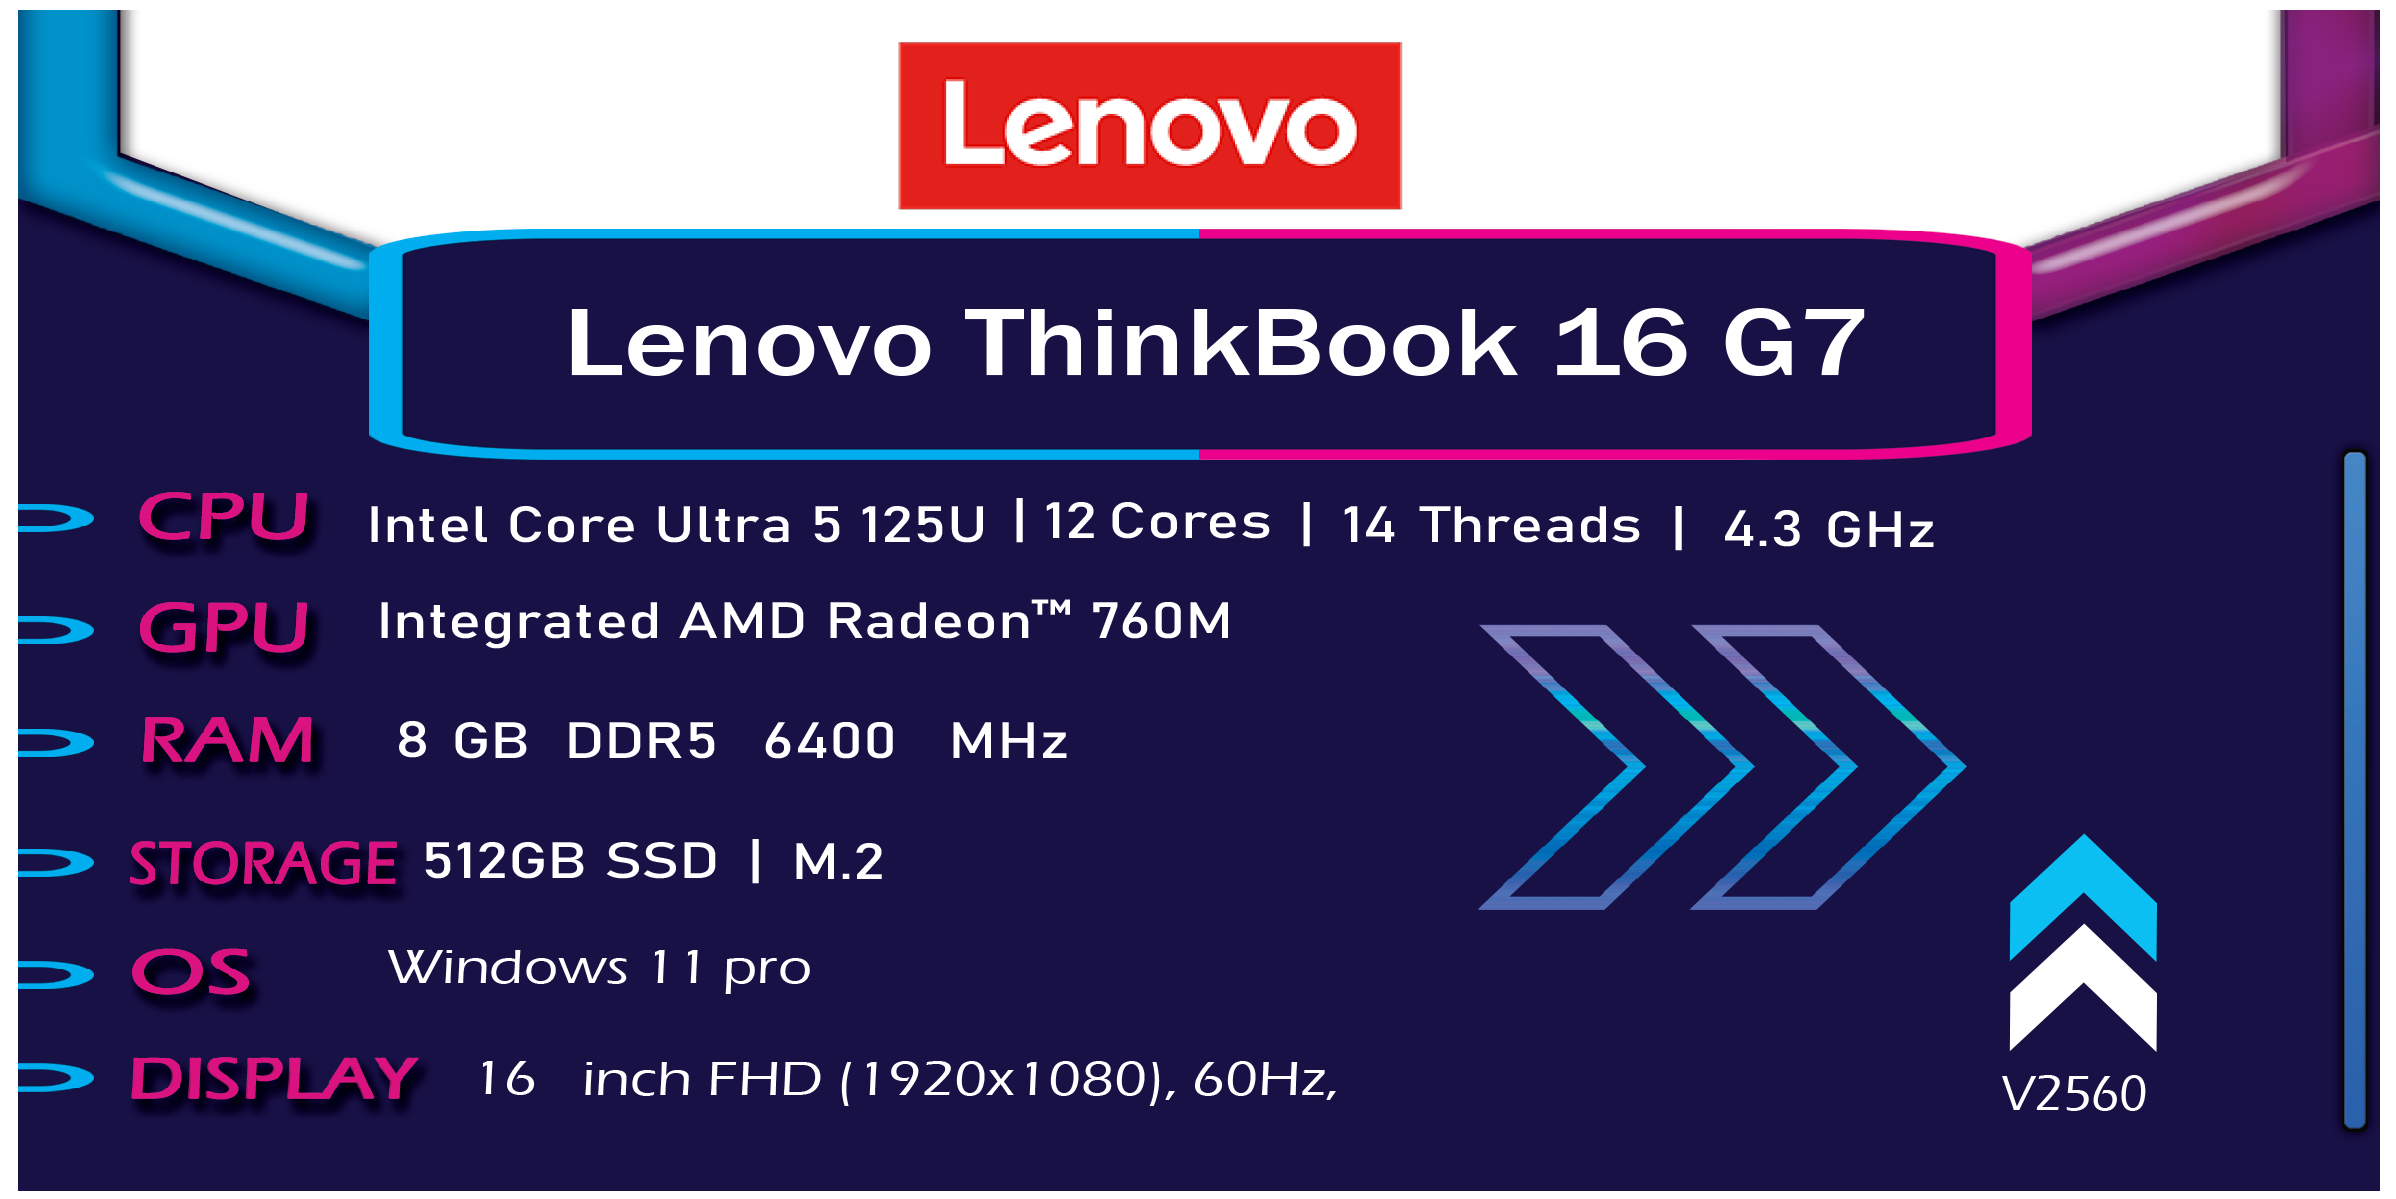 Lenovo
Lenovo ThinkBook 16 G7
CPU Intel Core Ultra 5 125U | 12 Cores | 14 Threads | 4.3 GHz
GPU Integrated AMD Radeon™ 760M
RAM 8 GB DDR5 6400 MHz
STORAGE 512GB SSD | M.2
OS Windows 11 pro
DISPLAY 16 inch FHD (1920x1080), 60Hz,
V2560